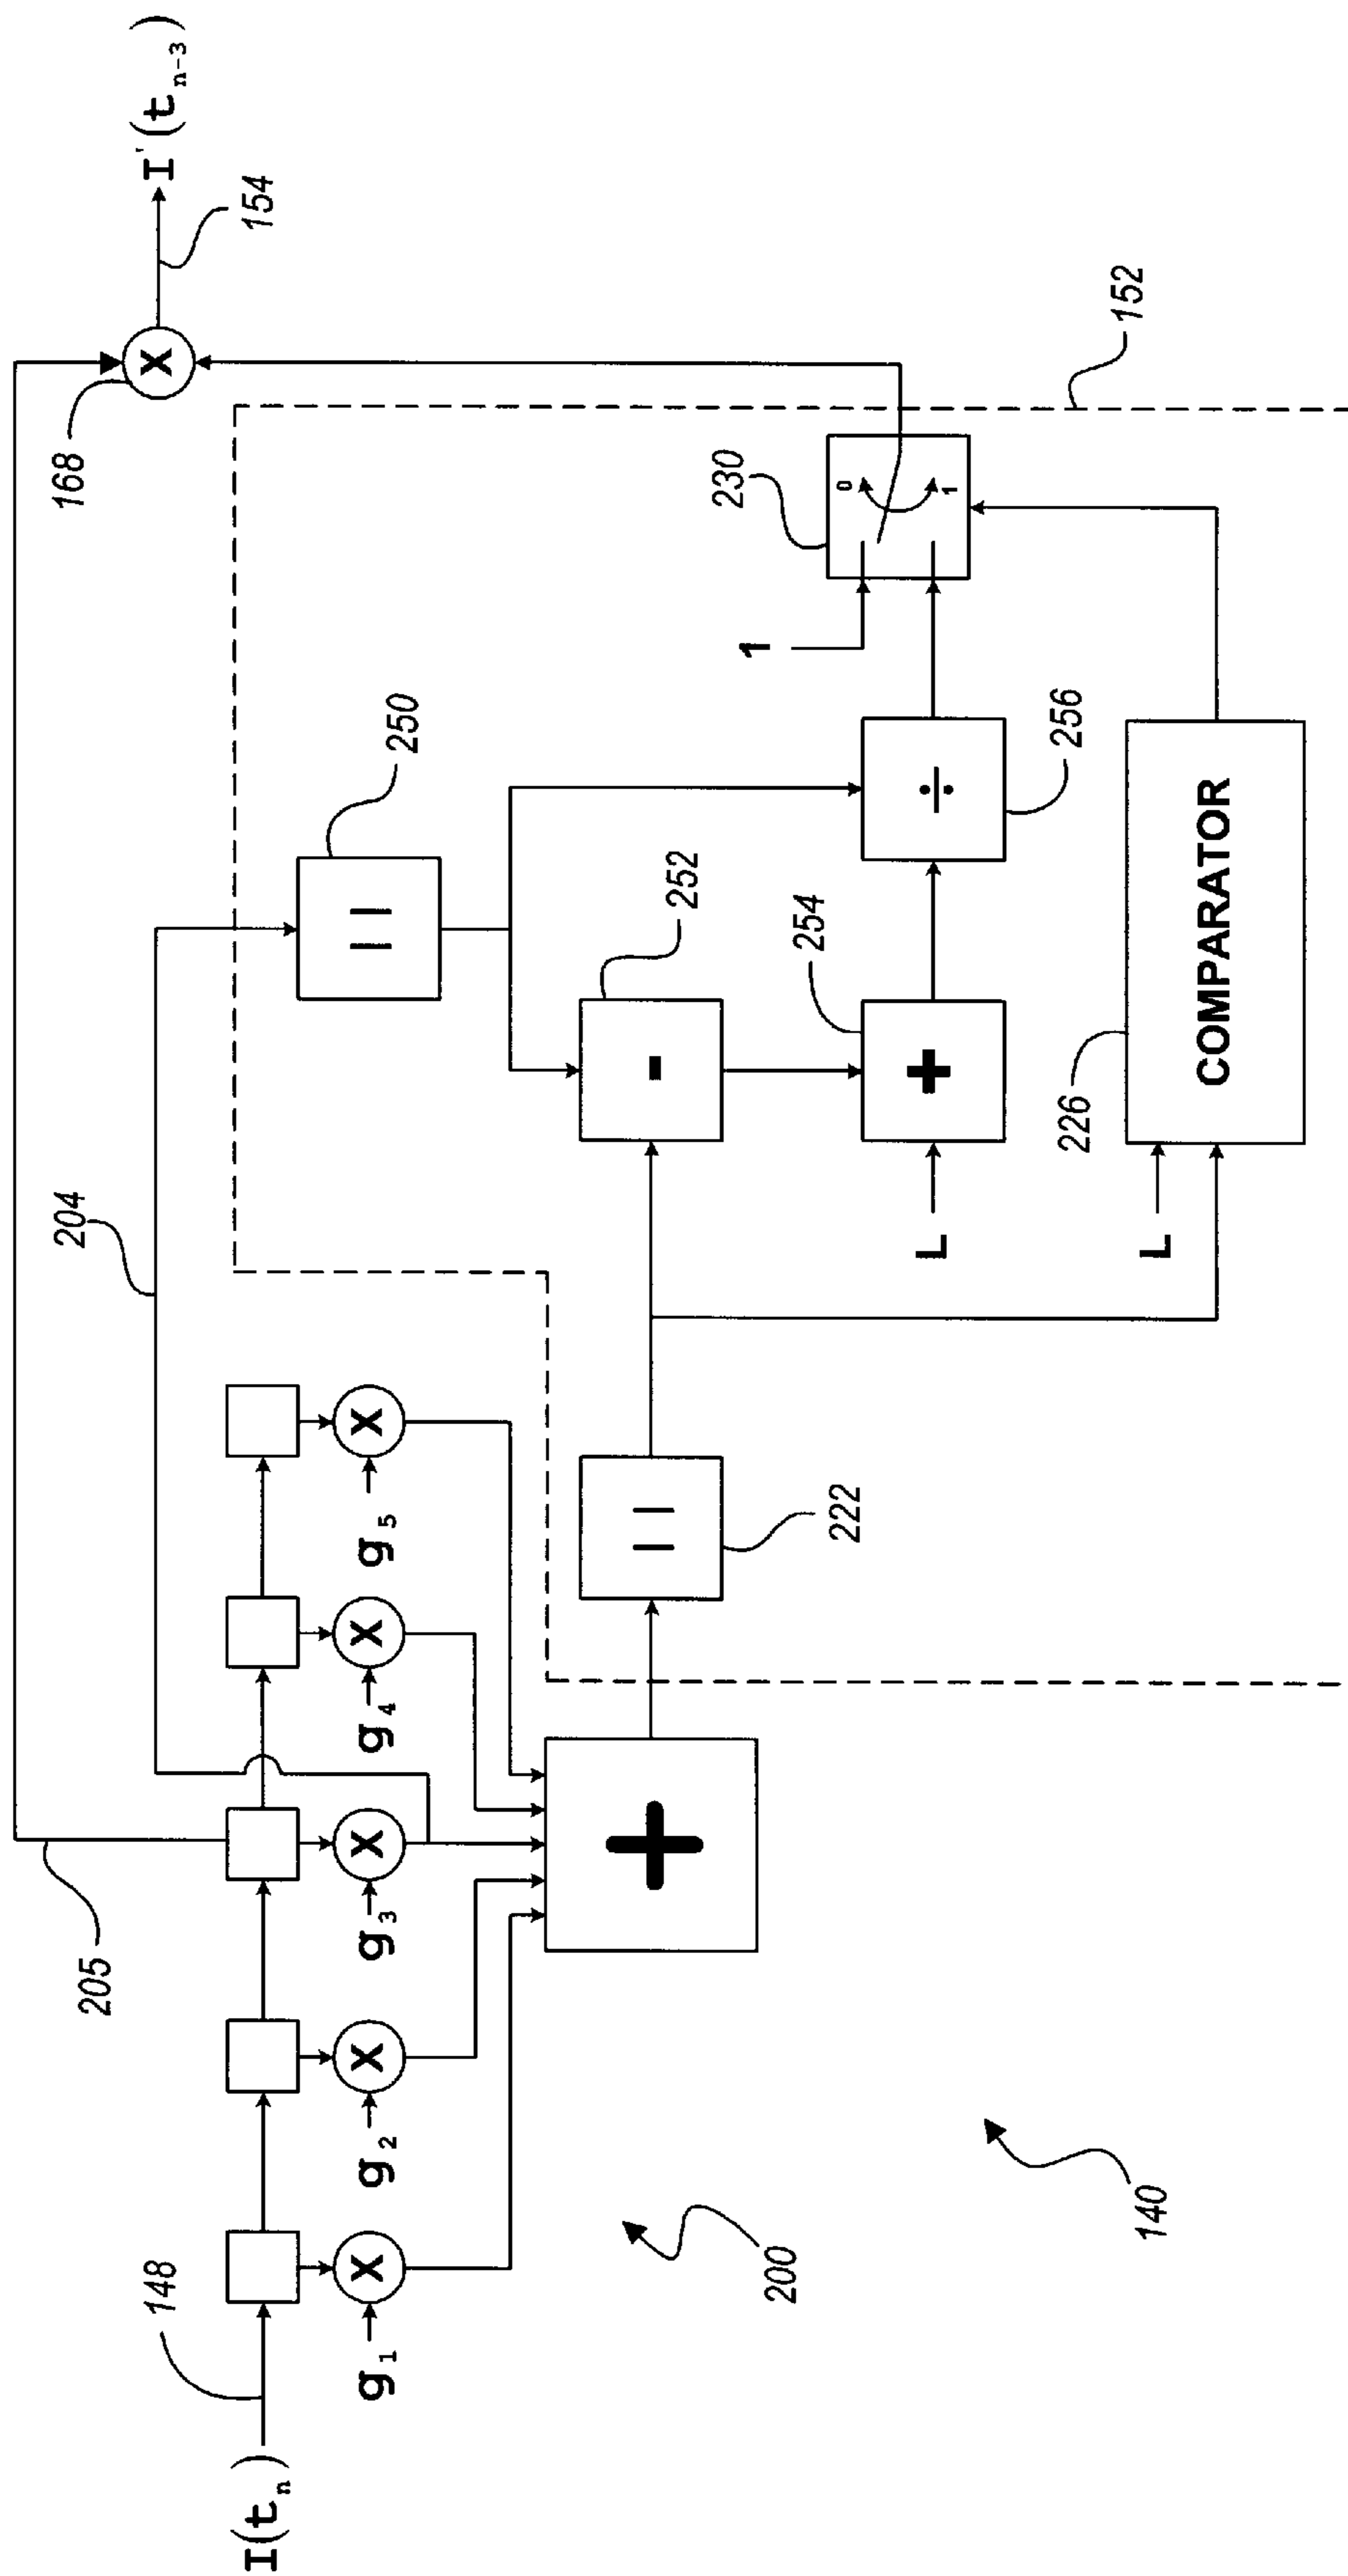 I(tₙ)
148
g₁
g₂
g₃
g₄
g₅
X
X
X
X
X
205
204
+
200
140
| |
222
| |
250
-
252
L
+
254
÷
256
L
COMPARATOR
226
1
230
0
1
152
X
168
154
I'(tₙ₋₃)